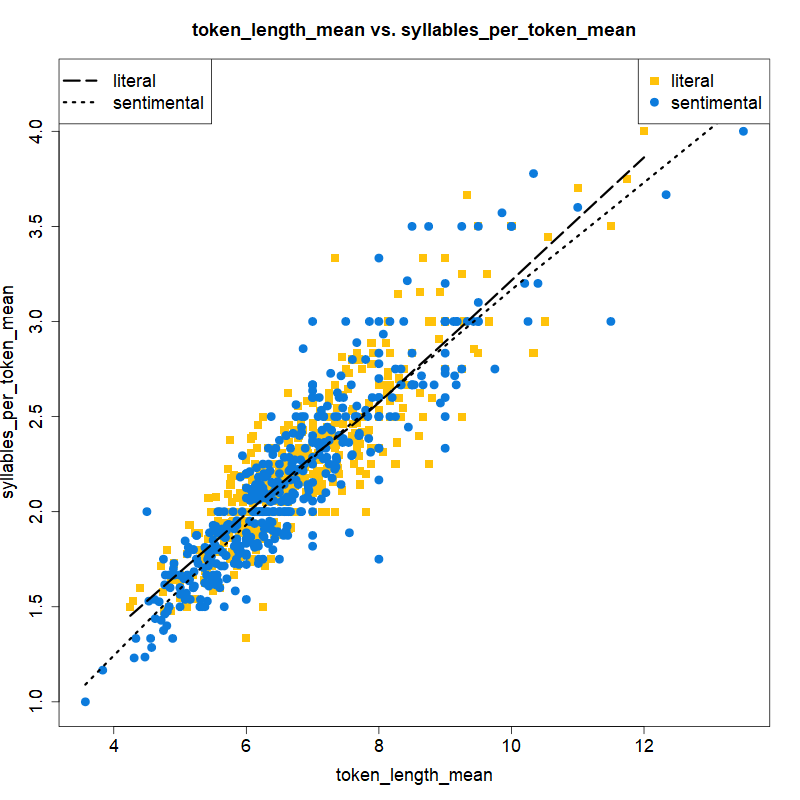 token_length_mean vs. syllables_per_token_mean
literal
sentimental
literal
sentimental
syllables_per_token_mean
4.0
3.5
3.0
2.5
2.0
1.5
1.0
4 6 8 10 12
token_length_mean